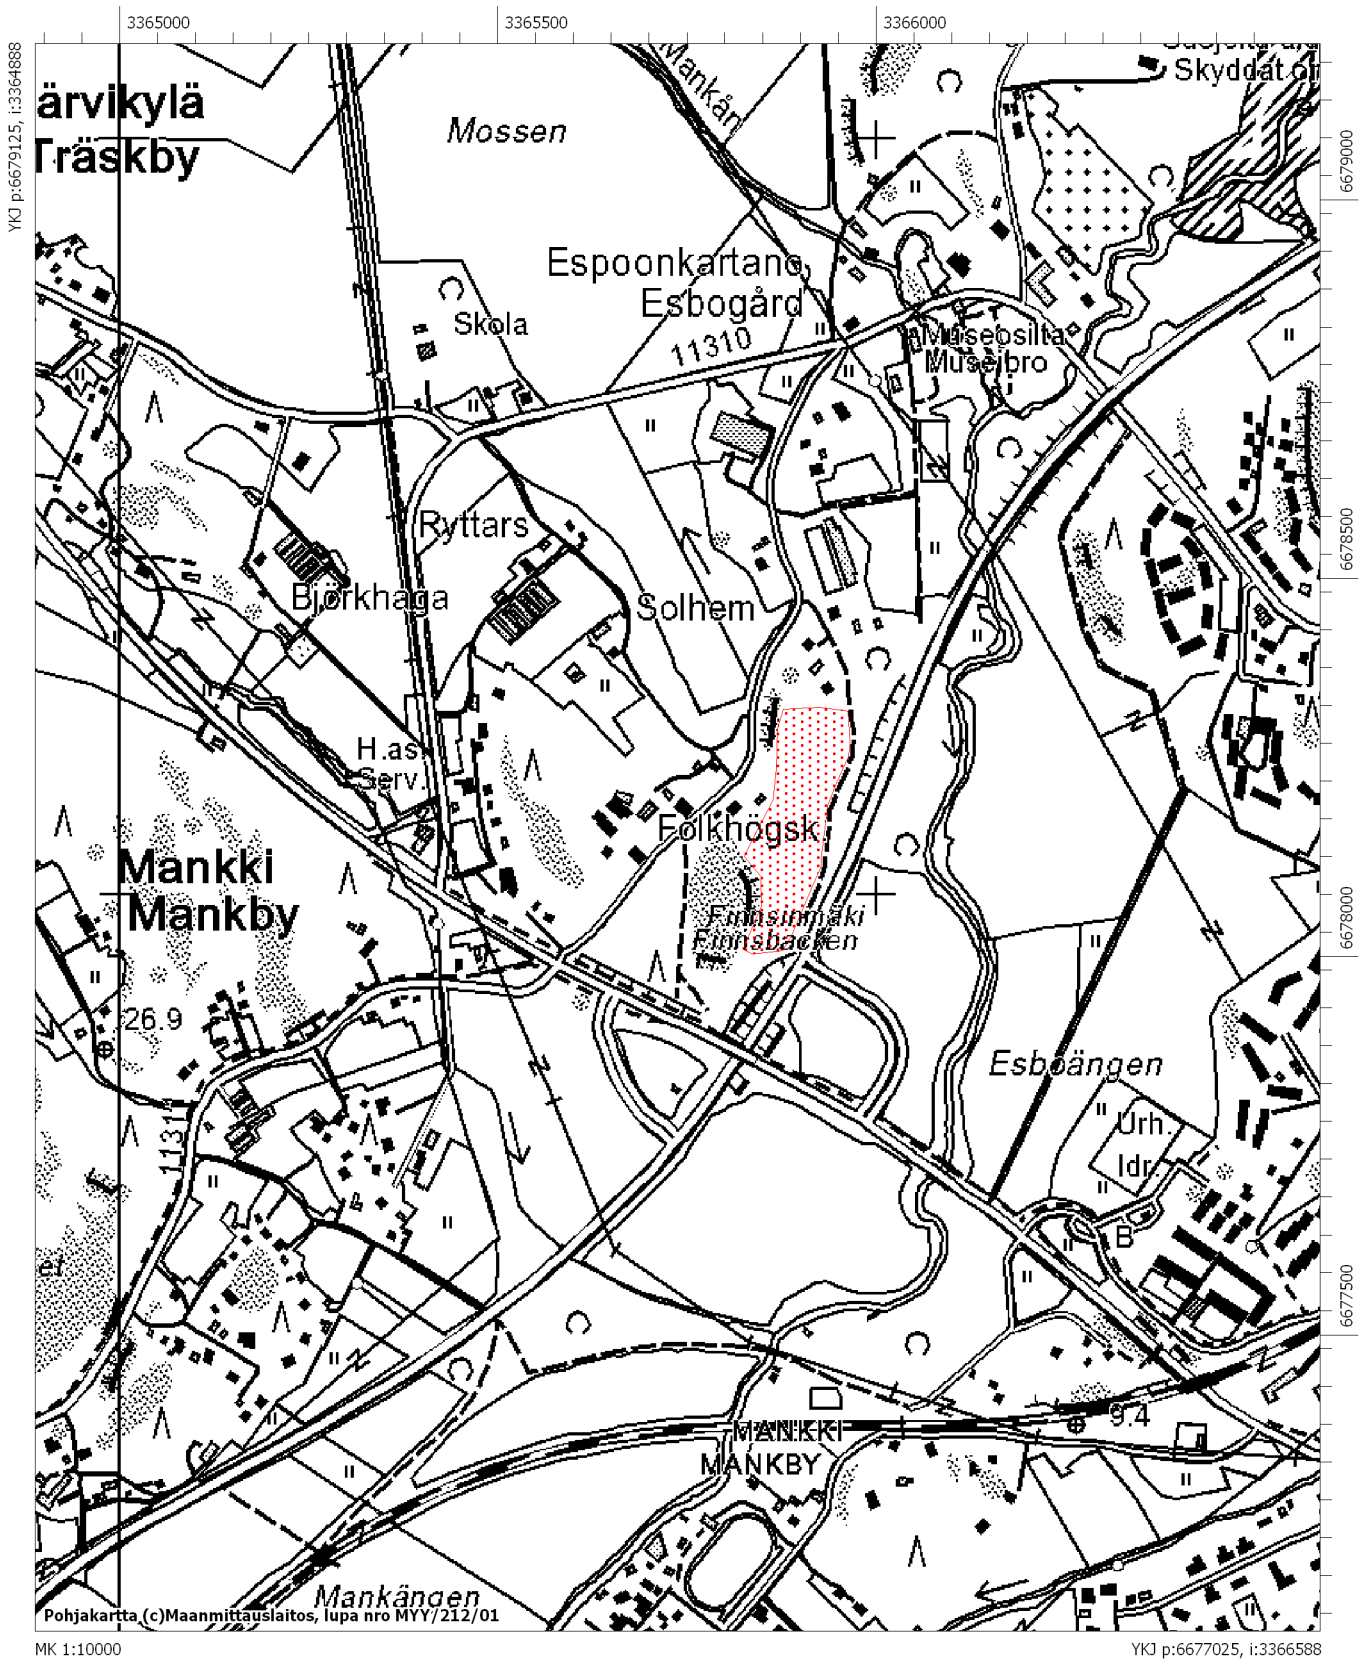 3365000
3365500
3366000
YKJ p:6679125, i:3364888
Skyddat om
ärvikylä
Träskby
Mossen
Mankån
6679000
Espoonkartano
Esbogård
Skola
11310
Museosilta
Museibro
6678500
Ryttars
Björkhaga
Solhem
H.as.
Serv.
Folkhögsk.
Mankki
Mankby
Finnsinmäki
Finnsbacken
6678000
26.9
11311
Esboängen
Urh.
Idr.
B
6677500
9.4
MANKKI
MANKBY
Mankängen
Pohjakartta (c)Maanmittauslaitos, lupa nro MYY/212/01
MK 1:10000
YKJ p:6677025, i:3366588